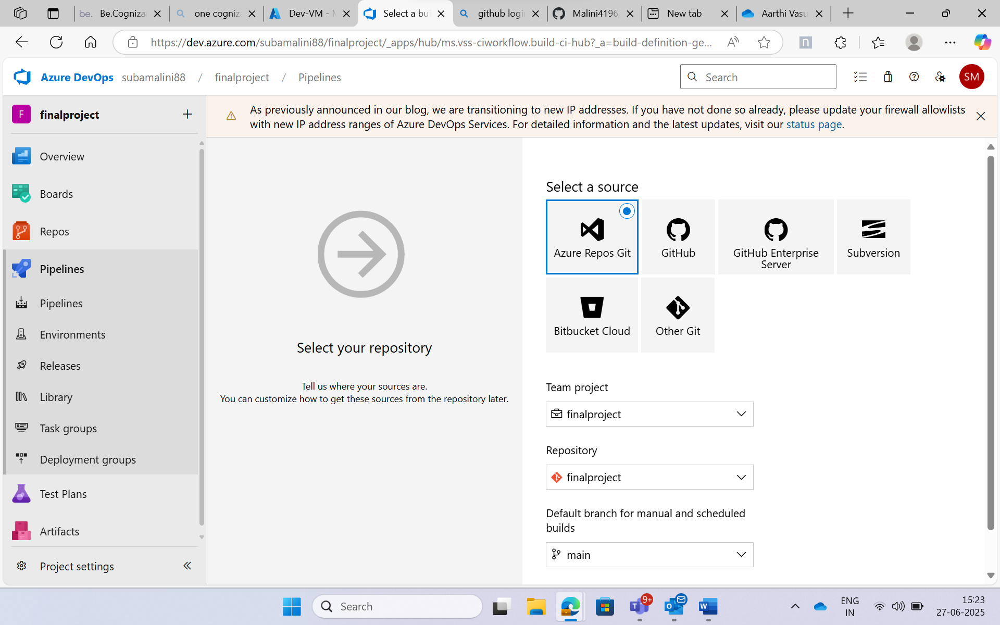 be. Be.Cogniza
one cogniza
Dev-VM - M
Select a bui
github login
Malini4196/
New tab
Aarthi Vasu
https://dev.azure.com/subamalini88/finalproject/_apps/hub/ms.vss-ciworkflow.build-ci-hub?_a=build-definition-ge...
n
Azure DevOps subamalini88 / finalproject / Pipelines
Search
SM
F finalproject
As previously announced in our blog, we are transitioning to new IP addresses. If you have not done so already, please update your firewall allowlists
with new IP address ranges of Azure DevOps Services. For detailed information and the latest updates, visit our status page.
Overview
Boards
Repos
Pipelines
Pipelines
Environments
Releases
Library
Task groups
Deployment groups
Test Plans
Artifacts
Project settings
Select your repository
Tell us where your sources are.
You can customize how to get these sources from the repository later.
Select a source
Azure Repos Git
GitHub
GitHub Enterprise
Server
Subversion
Bitbucket Cloud
Other Git
Team project
finalproject
Repository
finalproject
Default branch for manual and scheduled
builds
main
Search
T
9+
O
W
ENG
IN
15:23
27-06-2025